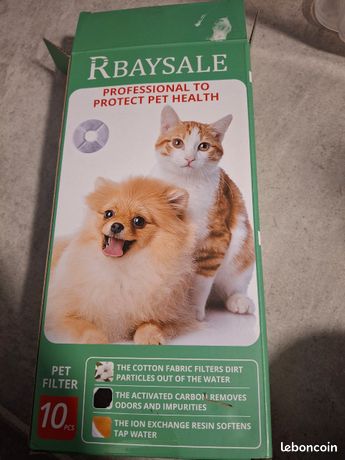 RBAYSALE
PROFESSIONAL TO
PROTECT PET HEALTH
PET
FILTER
10 PCS
THE COTTON FABRIC FILTERS DIRT
PARTICLES OUT OF THE WATER
THE ACTIVATED CARBON REMOVES
ODORS AND IMPURITIES
THE ION EXCHANGE RESIN SOFTENS
TAP WATER
leboncoin